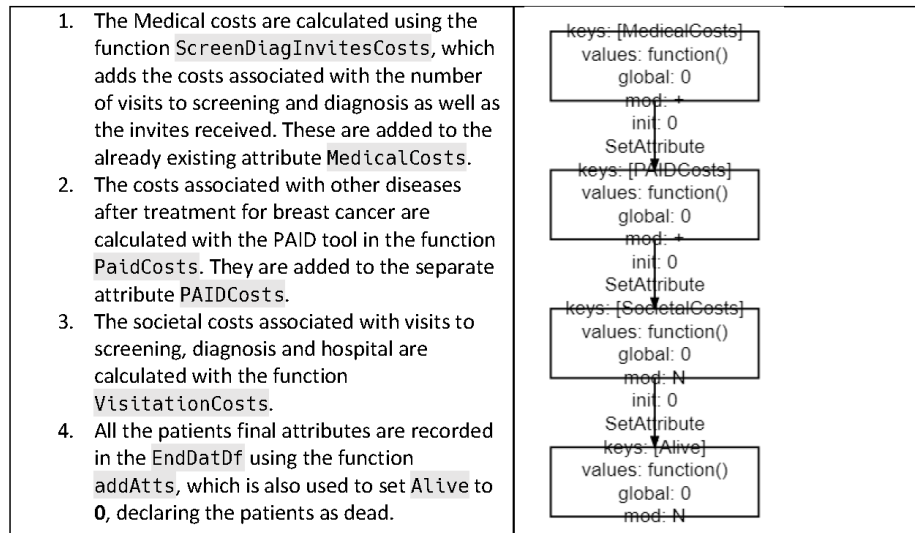 1. The Medical costs are calculated using the
function ScreenDiagInvitesCosts, which
adds the costs associated with the number
of visits to screening and diagnosis as well as
the invites received. These are added to the
already existing attribute MedicalCosts.
2. The costs associated with other diseases
after treatment for breast cancer are
calculated with the PAID tool in the function
PaidCosts. They are added to the separate
attribute PAIDCosts.
3. The societal costs associated with visits to
screening, diagnosis and hospital are
calculated with the function
VisitationCosts.
4. All the patients final attributes are recorded
in the EndDatDf using the function
addAtts, which is also used to set Alive to
0, declaring the patients as dead.
keys: [MedicalCosts]
values: function()
global: 0
mod: +
init: 0
SetAttribute
keys: [PAIDCosts]
values: function()
global: 0
mod: +
init: 0
SetAttribute
keys: [SocietalCosts]
values: function()
global: 0
mod: N
init: 0
SetAttribute
keys: [Alive]
values: function()
global: 0
mod: N